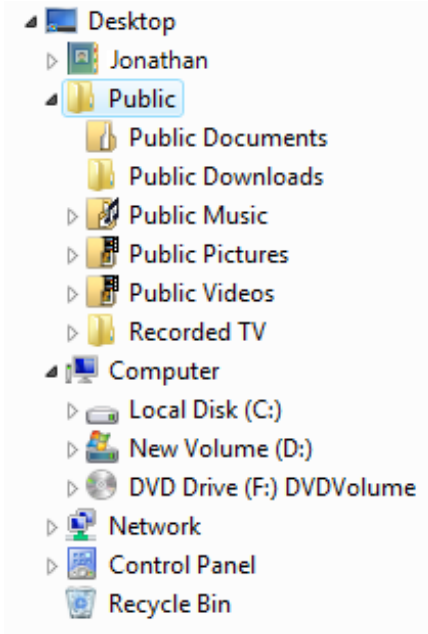 Desktop
Jonathan
Public
Public Documents
Public Downloads
Public Music
Public Pictures
Public Videos
Recorded TV
Computer
Local Disk (C:)
New Volume (D:)
DVD Drive (F:) DVDVolume
Network
Control Panel
Recycle Bin